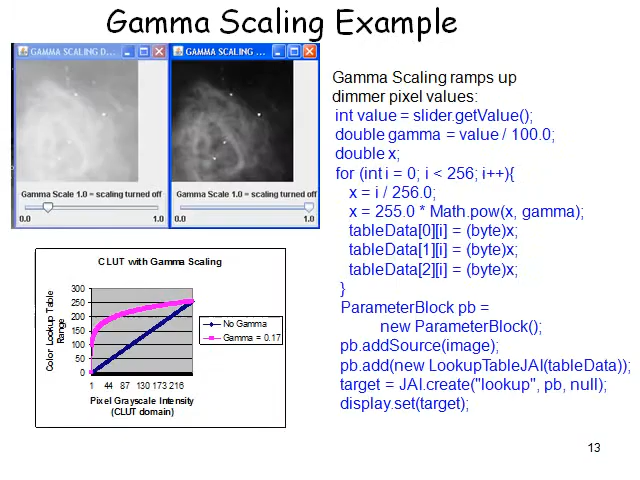 Gamma Scaling Example
GAMMA SCALING D...
GAMMA SCALING ...
Gamma Scale 1.0 = scaling turned off
0.0 1.0
Gamma Scale 1.0 = scaling turned off
0.0 1.0
CLUT with Gamma Scaling
Color Lookup Table
Range
300
250
200
150
100
50
0
1 44 87 130 173 216
Pixel Grayscale Intensity
(CLUT domain)
No Gamma
Gamma = 0.17
Gamma Scaling ramps up
dimmer pixel values:
int value = slider.getValue();
double gamma = value / 100.0;
double x;
for (int i = 0; i < 256; i++){
x = i / 256.0;
x = 255.0 * Math.pow(x, gamma);
tableData[0][i] = (byte)x;
tableData[1][i] = (byte)x;
tableData[2][i] = (byte)x;
}
ParameterBlock pb =
new ParameterBlock();
pb.addSource(image);
pb.add(new LookupTableJAI(tableData));
target = JAI.create("lookup", pb, null);
display.set(target);
13